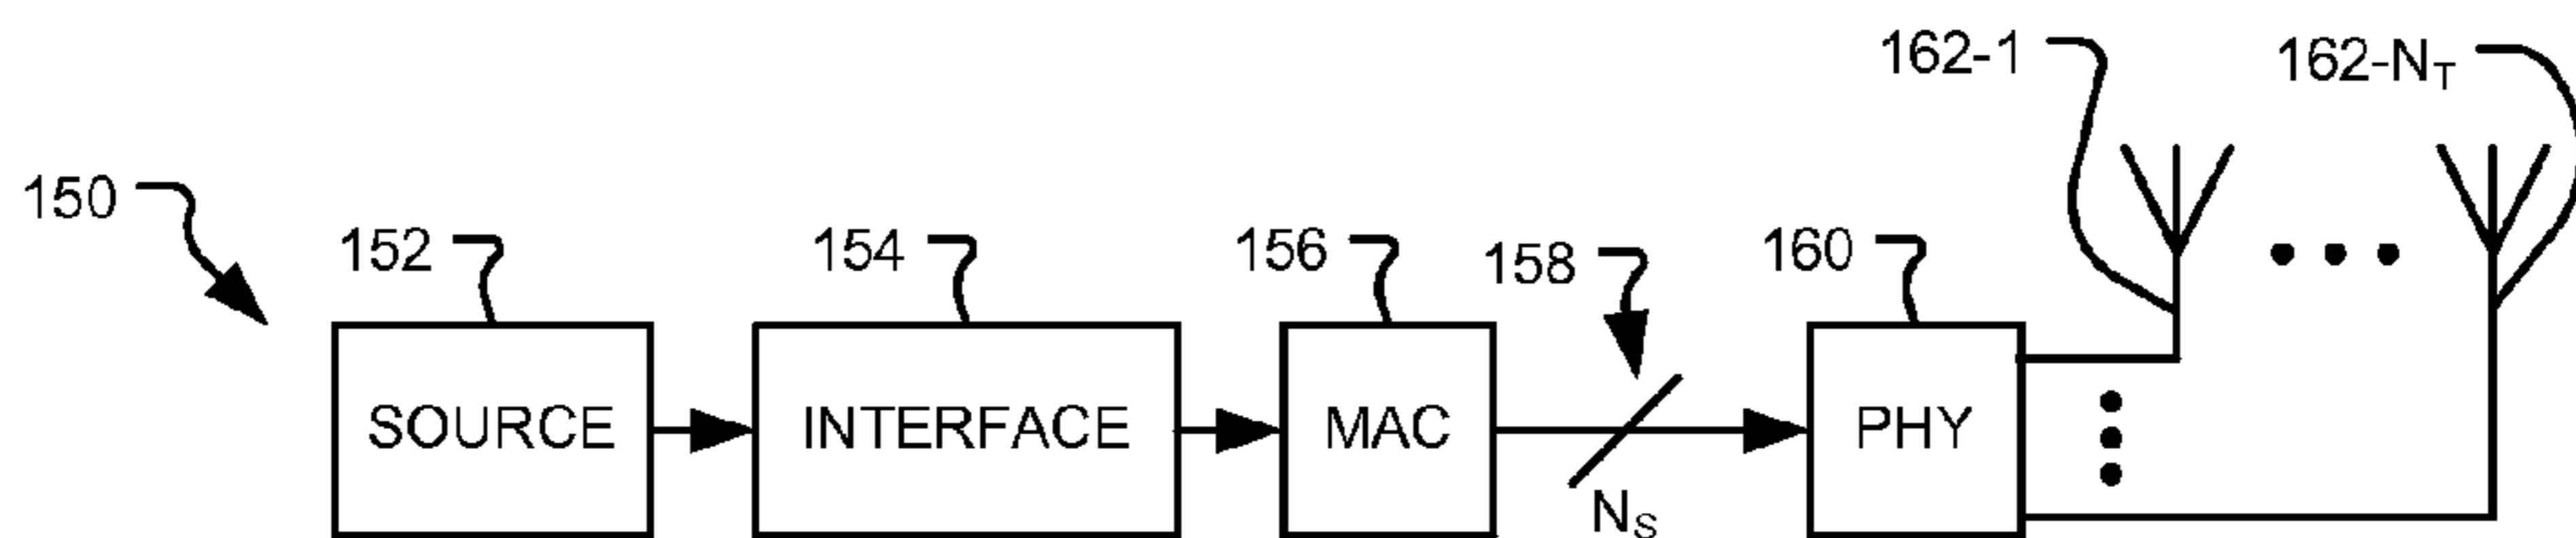 162-1
162-NT
150
152
154
156
158
160
SOURCE
INTERFACE
MAC
NS
PHY